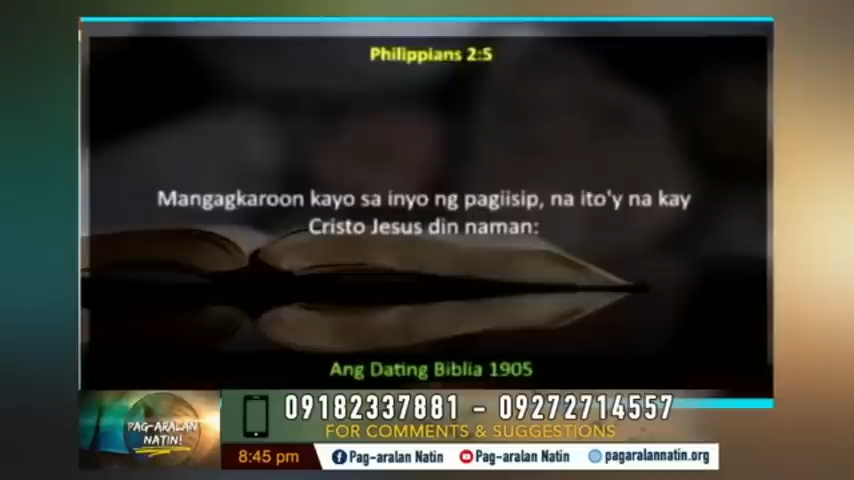 Philippians 2:5
Mangagkaroon kayo sa inyo ng pagiisip, na ito'y na kay
Cristo Jesus din naman:
Ang Dating Biblia 1905
PAG-ARALAN
NATIN!
09182337881 - 09272714557
FOR COMMENTS & SUGGESTIONS
8:45 pm
Pag-aralan Natin
Pag-aralan Natin
pagaralannatin.org